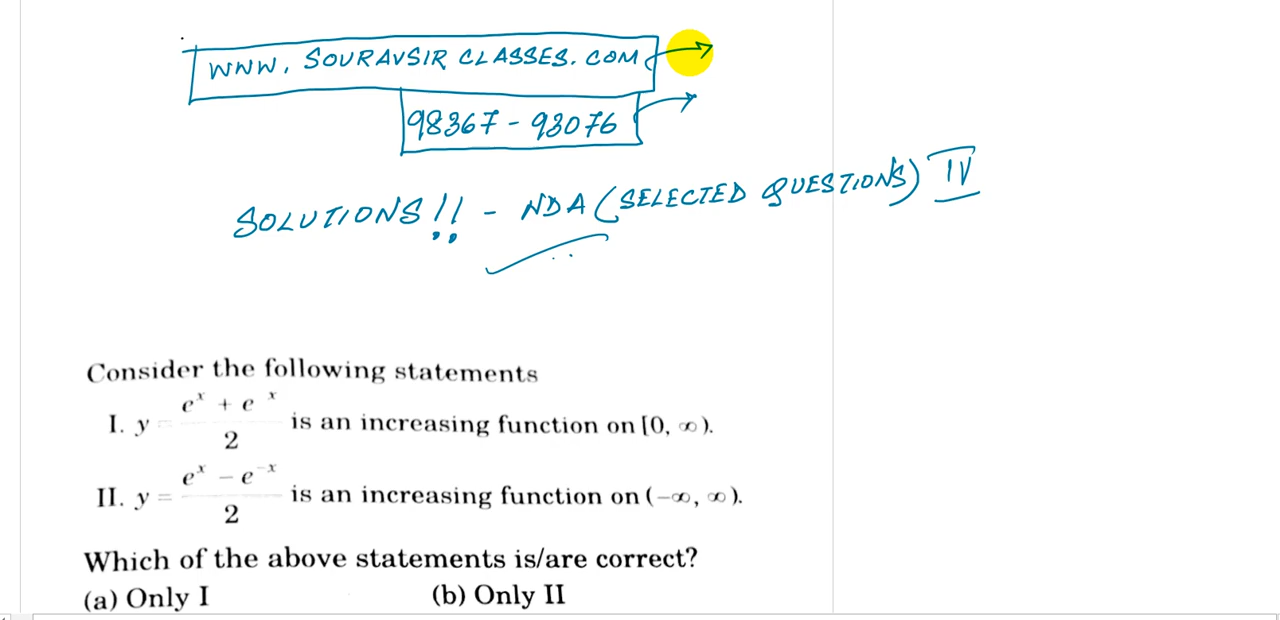 WWW. SOURAVSIR CLASSES. COM
98367 - 93076
SOLUTIONS!! - NDA (SELECTED QUESTIONS) IV
Consider the following statements
I. y = (e^x + e^x)/2 is an increasing function on [0, ∞).
II. y = (e^x - e^-x)/2 is an increasing function on (-∞, ∞).
Which of the above statements is/are correct?
(a) Only I (b) Only II